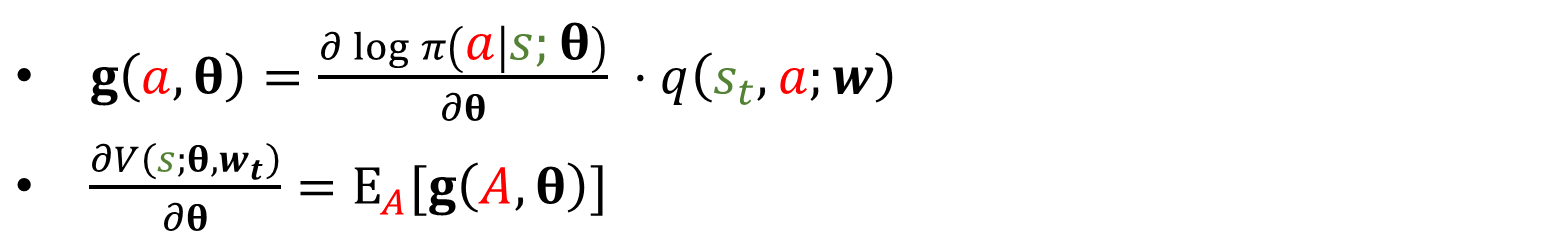 • g(a, θ) = ∂ log π(a|s; θ) / ∂θ · q(s_t, a; w)
• ∂V(s;θ,w_t) / ∂θ = E_A[g(A, θ)]